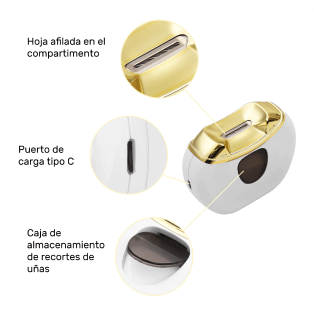 Hoja afilada en el
compartimento
Puerto de
carga tipo C
Caja de
almacenamiento
de recortes de
uñas